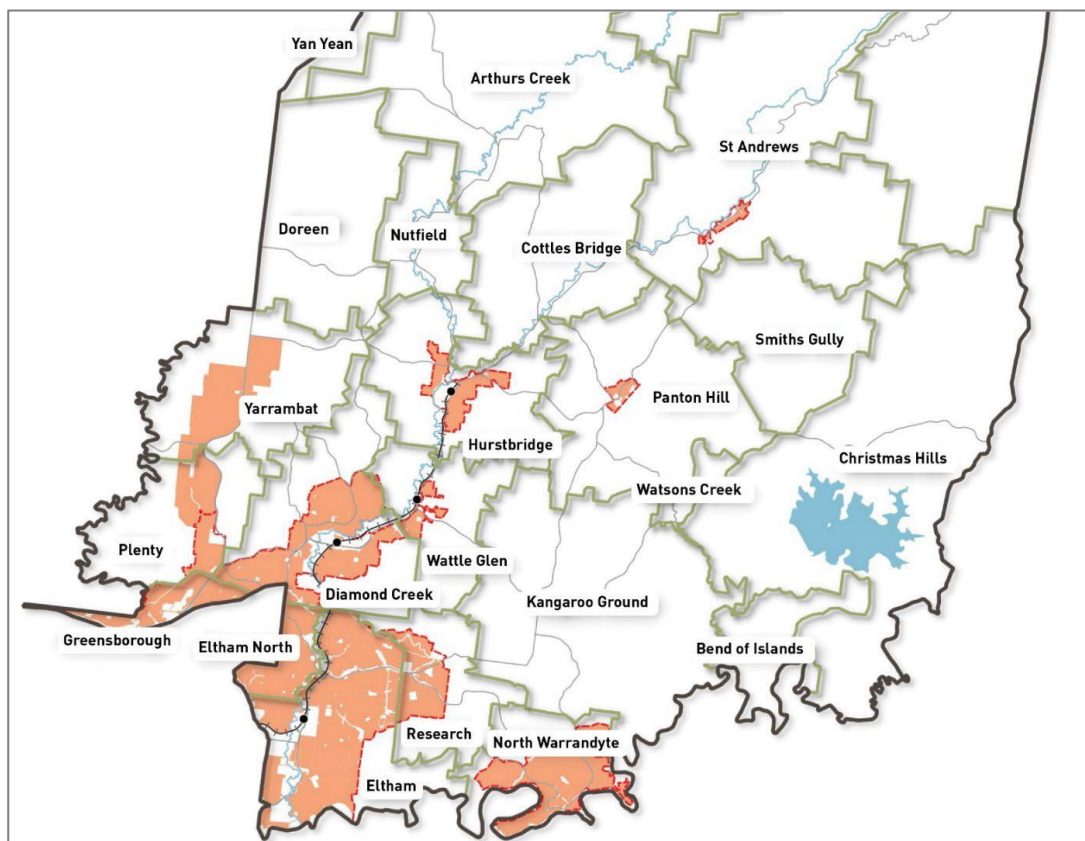 Yan Yean
Arthurs Creek
St Andrews
Doreen
Nutfield
Cottles Bridge
Smiths Gully
Yarrambat
Panton Hill
Hurstbridge
Christmas Hills
Watsons Creek
Plenty
Wattle Glen
Diamond Creek
Kangaroo Ground
Greensborough
Eltham North
Bend of Islands
Research
North Warrandyte
Eltham